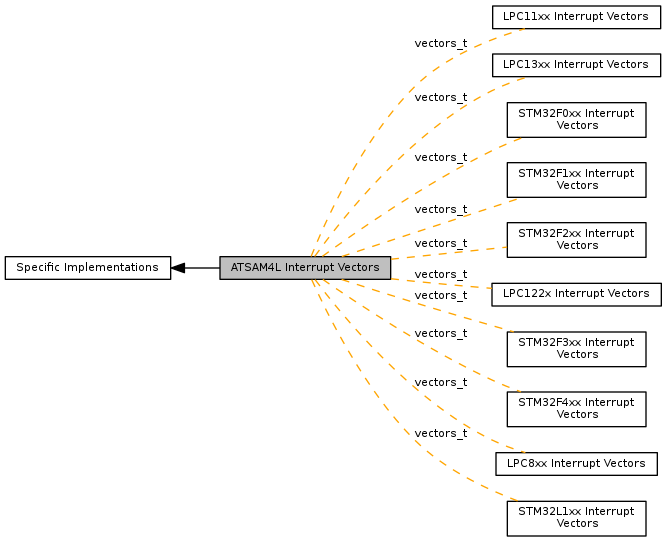 LPC11xx Interrupt Vectors
vectors_t
LPC13xx Interrupt Vectors
vectors_t
STM32F0xx Interrupt
Vectors
vectors_t
STM32F1xx Interrupt
Vectors
vectors_t
STM32F2xx Interrupt
Vectors
vectors_t
Specific Implementations
ATSAM4L Interrupt Vectors
vectors_t
LPC122x Interrupt Vectors
vectors_t
STM32F3xx Interrupt
Vectors
vectors_t
STM32F4xx Interrupt
Vectors
vectors_t
LPC8xx Interrupt Vectors
vectors_t
STM32L1xx Interrupt
Vectors